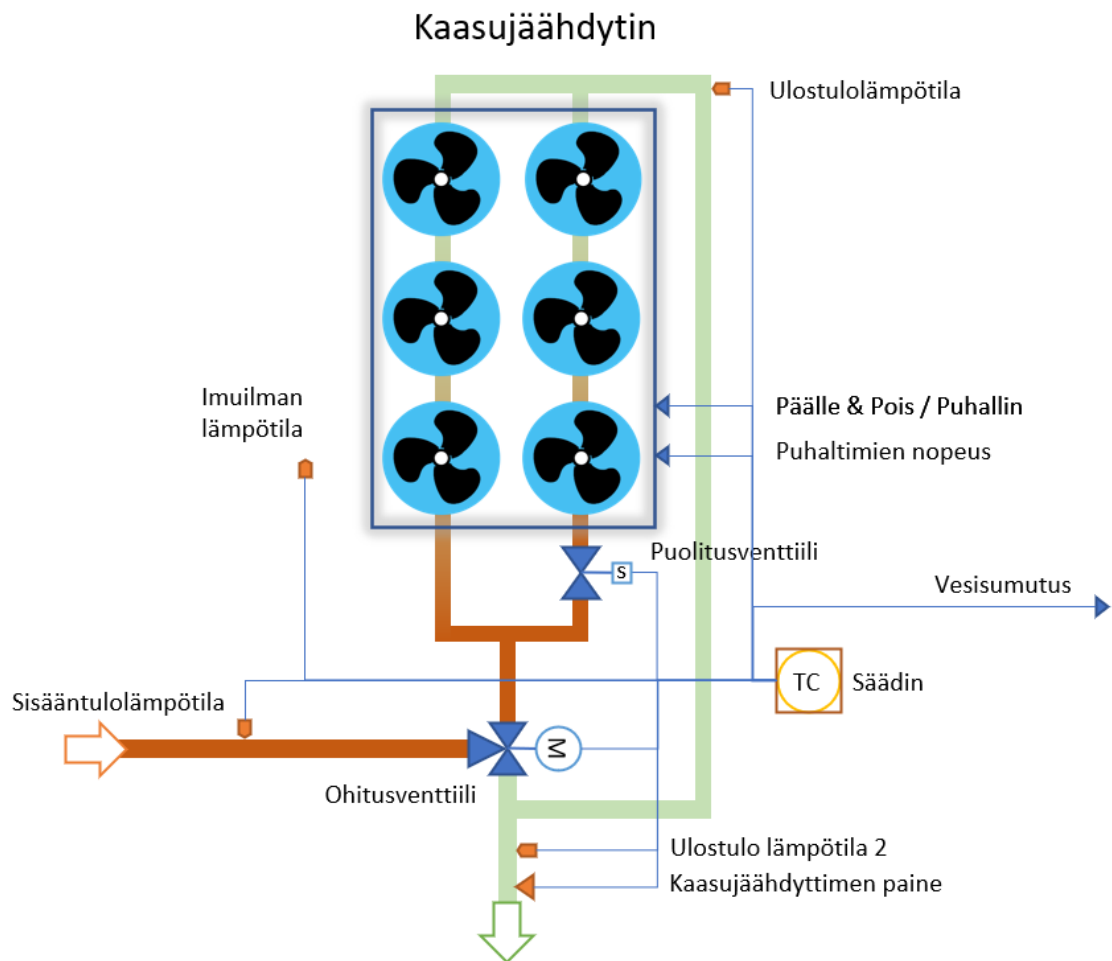 Kaasujäähdytin
Ulostulolämpötila
Imuilman
lämpötila
Päälle & Pois / Puhallin
Puhaltimien nopeus
Puolitusventtiili
S
Vesisumutus
TC
Säädin
Sisääntulolämpötila
M
Ohitusventtiili
Ulostulo lämpötila 2
Kaasujäähdyttimen paine